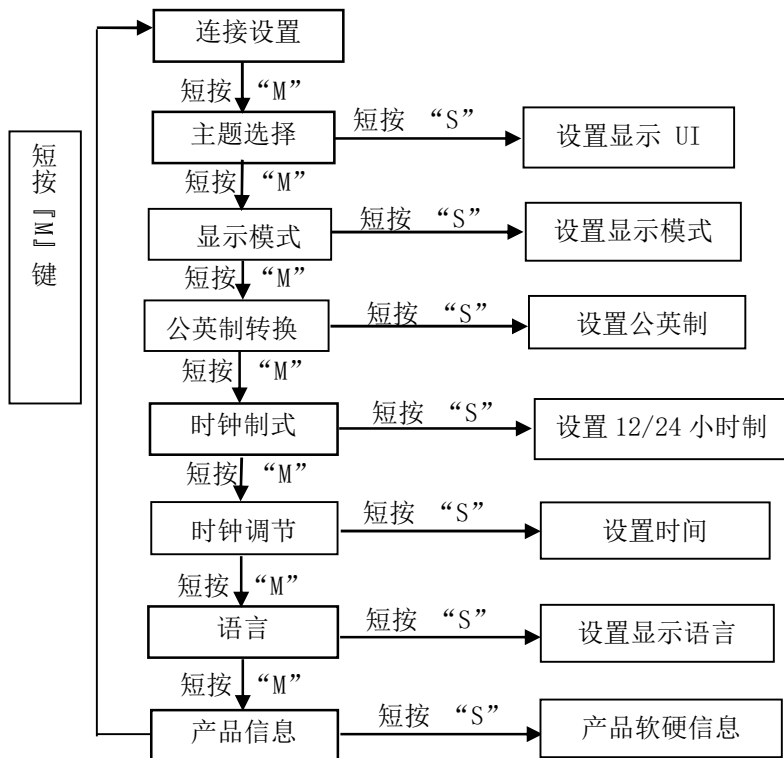 连接设置
短按 “M”
主题选择
短按 “S”
设置显示 UI
短按 “M”
显示模式
短按 “S”
设置显示模式
短按 “M”
公英制转换
短按 “S”
设置公英制
短按 “M”
时钟制式
短按 “S”
设置 12/24 小时制
短按 “M”
时钟调节
短按 “S”
设置时间
短按 “M”
语言
短按 “S”
设置显示语言
短按 “M”
产品信息
短按 “S”
产品软硬信息
短按『M』键